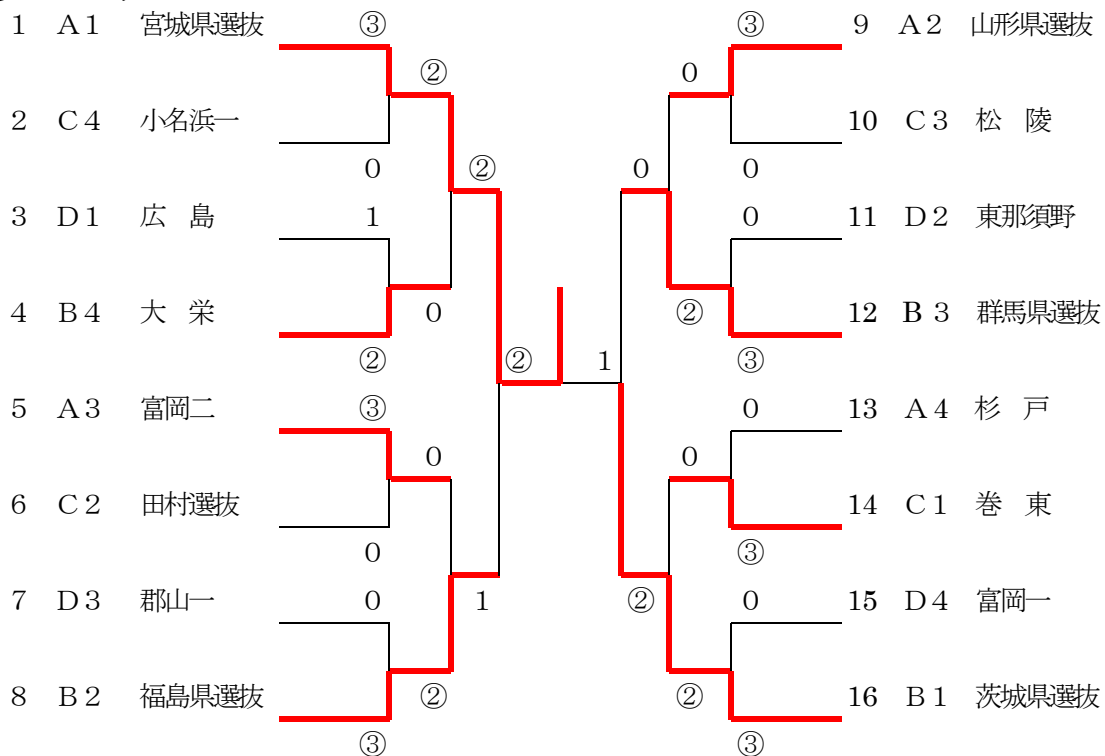 1 A1 宮城県選抜 ③ ③ 9 A2 山形県選抜
② 0
2 C4 小名浜一 10 C3 松 陵
0 ② 0 0
3 D1 広 島 1 0 11 D2 東那須野
4 B4 大 栄 0 ② 12 B3 群馬県選抜
② ② 1 ③
5 A3 富岡二 ③ 0 13 A4 杉 戸
0 0
6 C2 田村選抜 14 C1 巻 東
0 ③
7 D3 郡山一 0 1 ② 0 15 D4 富岡一
8 B2 福島県選抜 ② ② 16 B1 茨城県選抜
③ ③